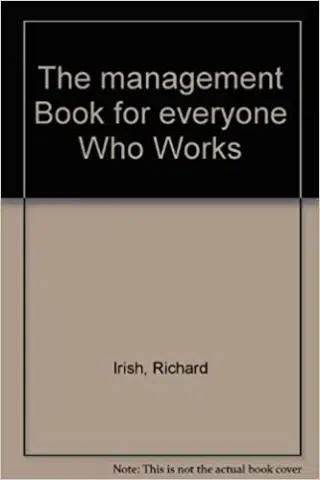 The management
Book for everyone
Who Works
Irish, Richard
Note: This is not the actual book cover